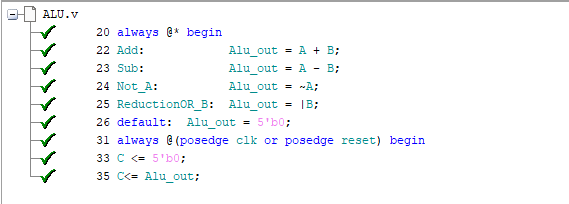 ALU.v
20 always @* begin
22 Add: Alu_out = A + B;
23 Sub: Alu_out = A - B;
24 Not_A: Alu_out = ~A;
25 ReductionOR_B: Alu_out = |B;
26 default: Alu_out = 5'b0;
31 always @(posedge clk or posedge reset) begin
33 C <= 5'b0;
35 C<= Alu_out;